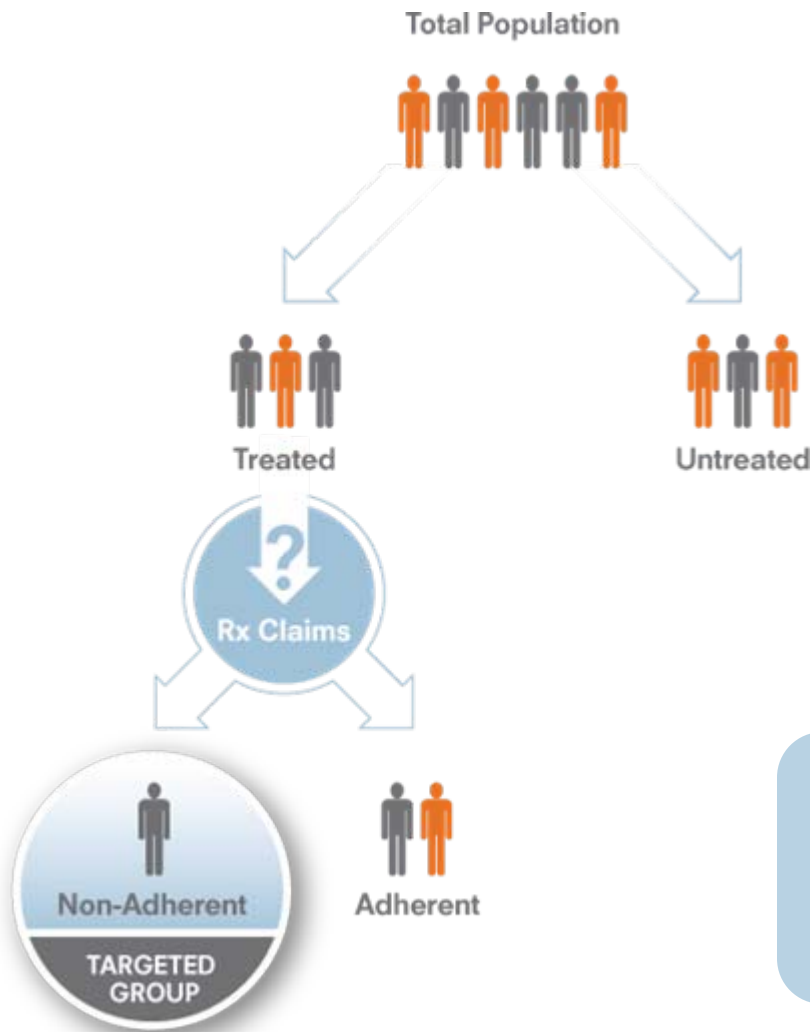 Total Population
Treated
Untreated
?
Rx Claims
Non-Adherent
Adherent
TARGETED
GROUP